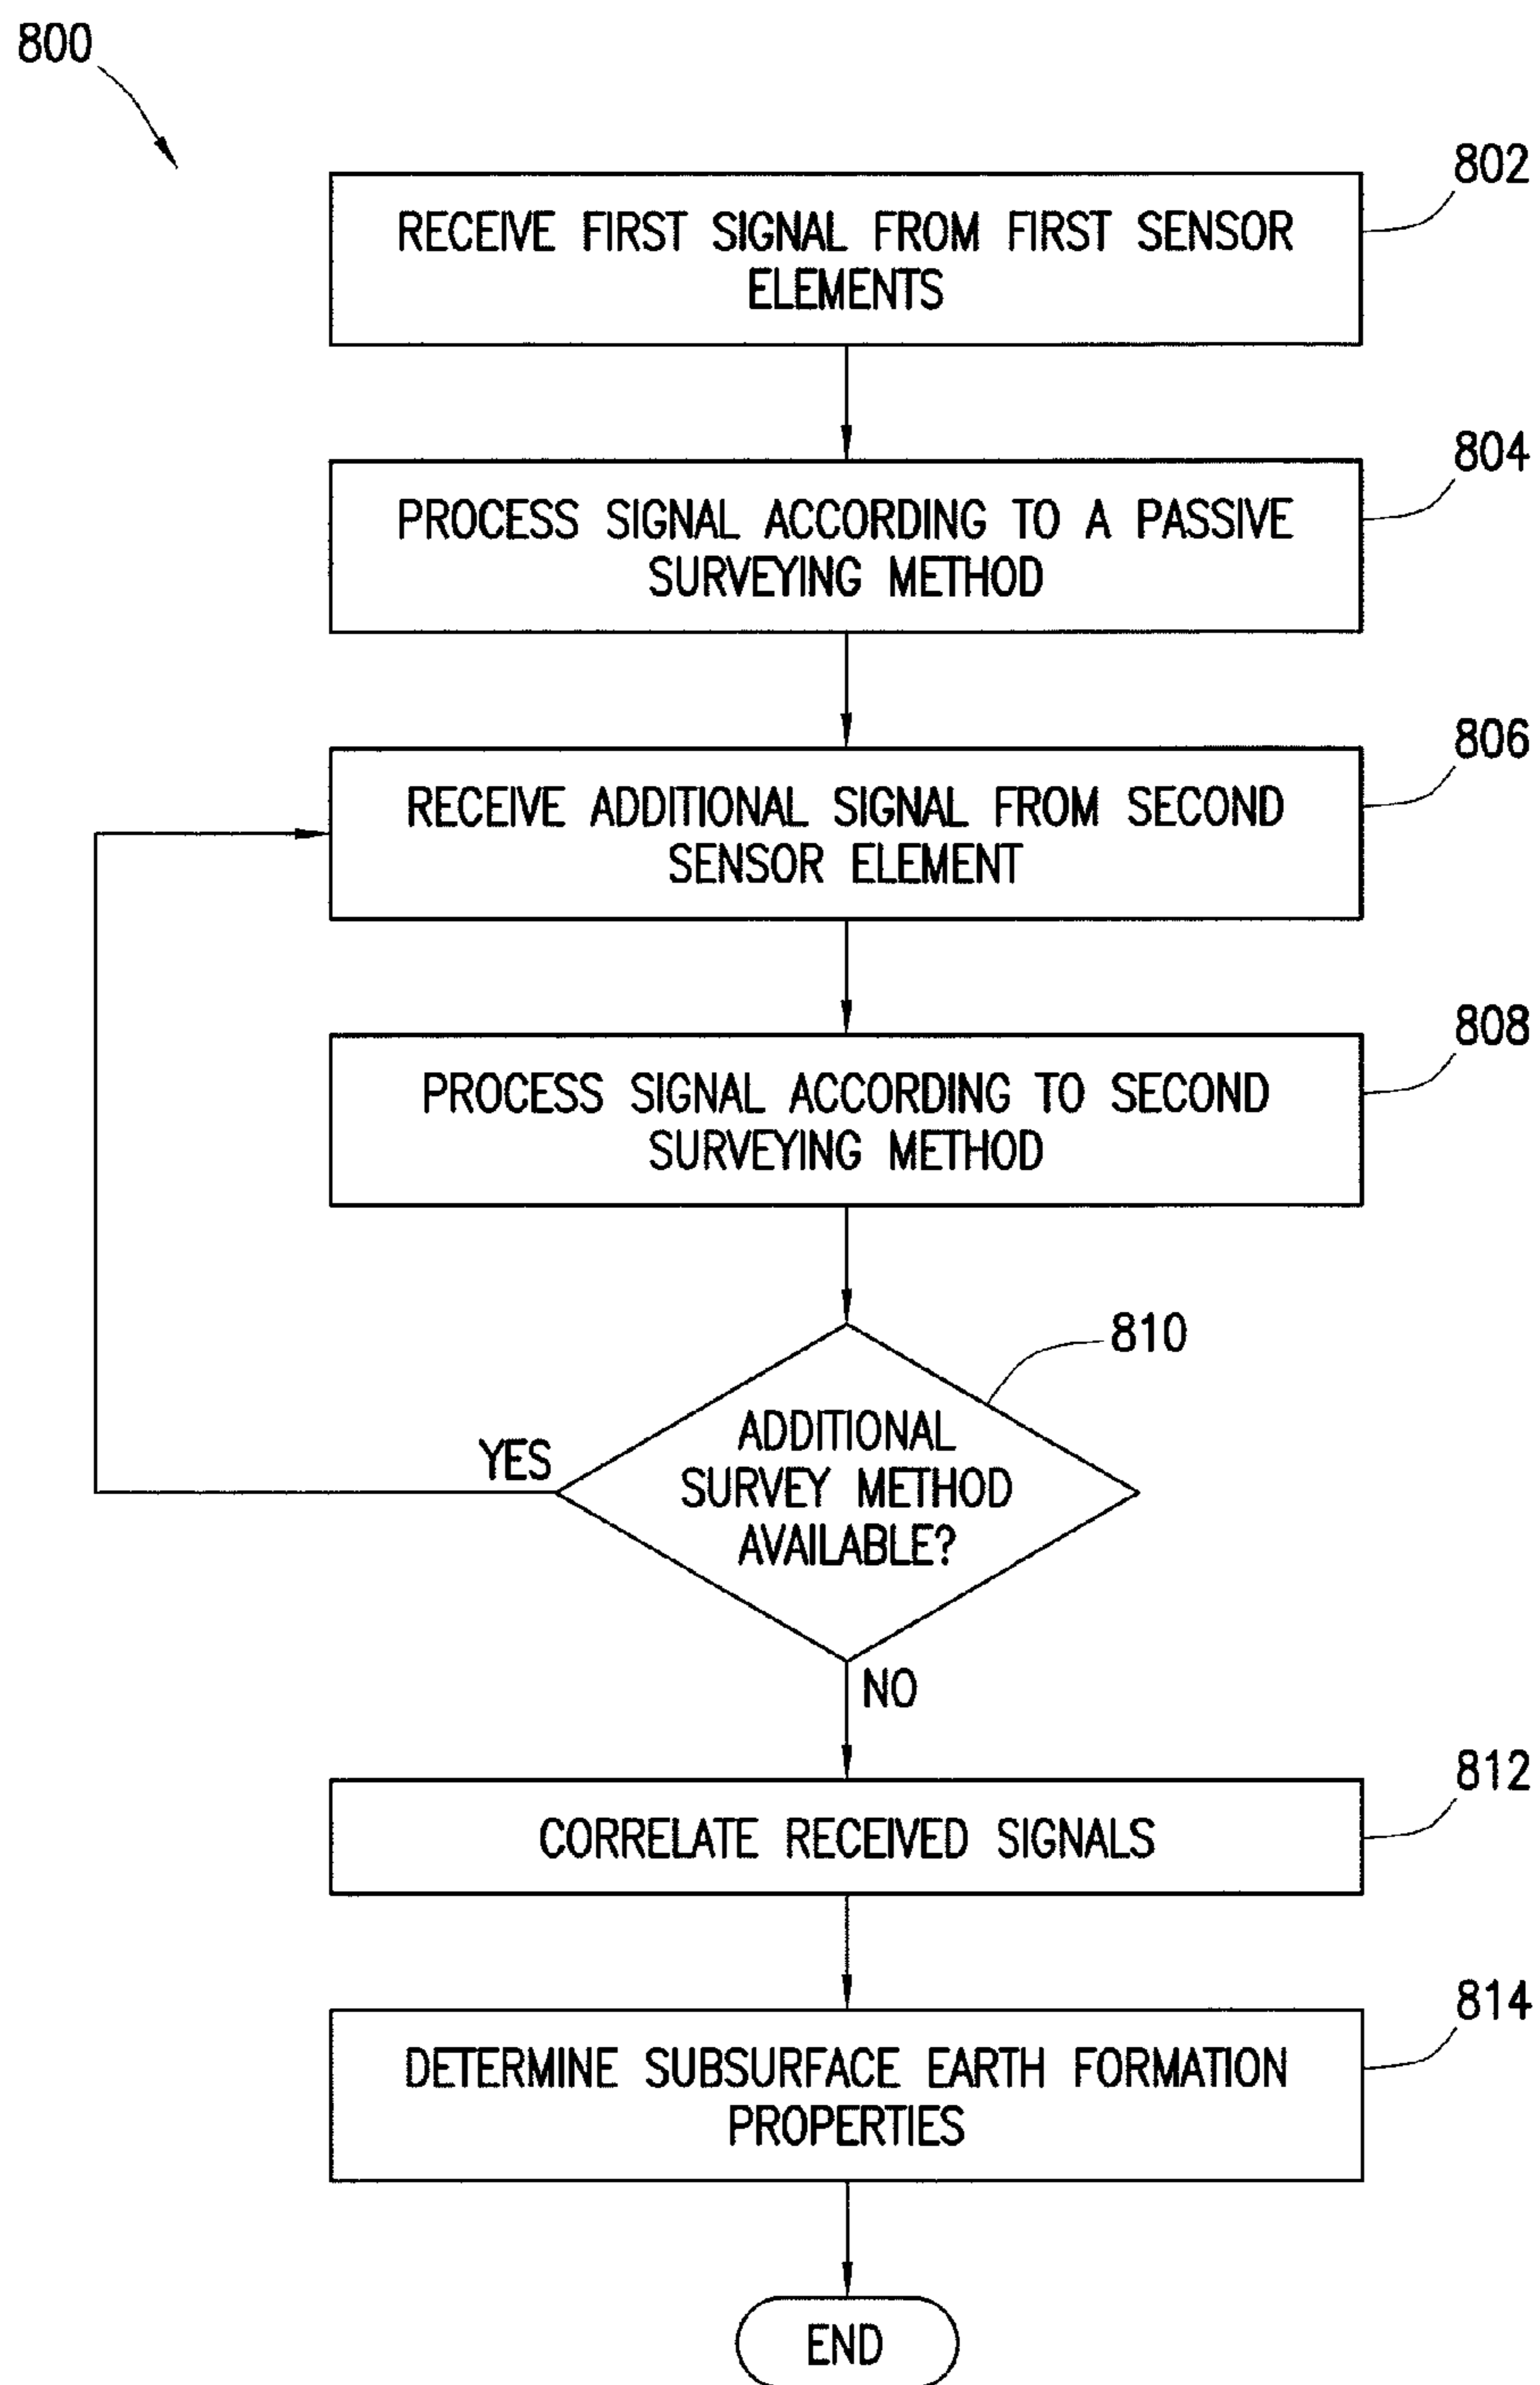 800
802
RECEIVE FIRST SIGNAL FROM FIRST SENSOR
ELEMENTS
804
PROCESS SIGNAL ACCORDING TO A PASSIVE
SURVEYING METHOD
806
RECEIVE ADDITIONAL SIGNAL FROM SECOND
SENSOR ELEMENT
808
PROCESS SIGNAL ACCORDING TO SECOND
SURVEYING METHOD
810
ADDITIONAL
SURVEY METHOD
AVAILABLE?
YES
NO
812
CORRELATE RECEIVED SIGNALS
814
DETERMINE SUBSURFACE EARTH FORMATION
PROPERTIES
END